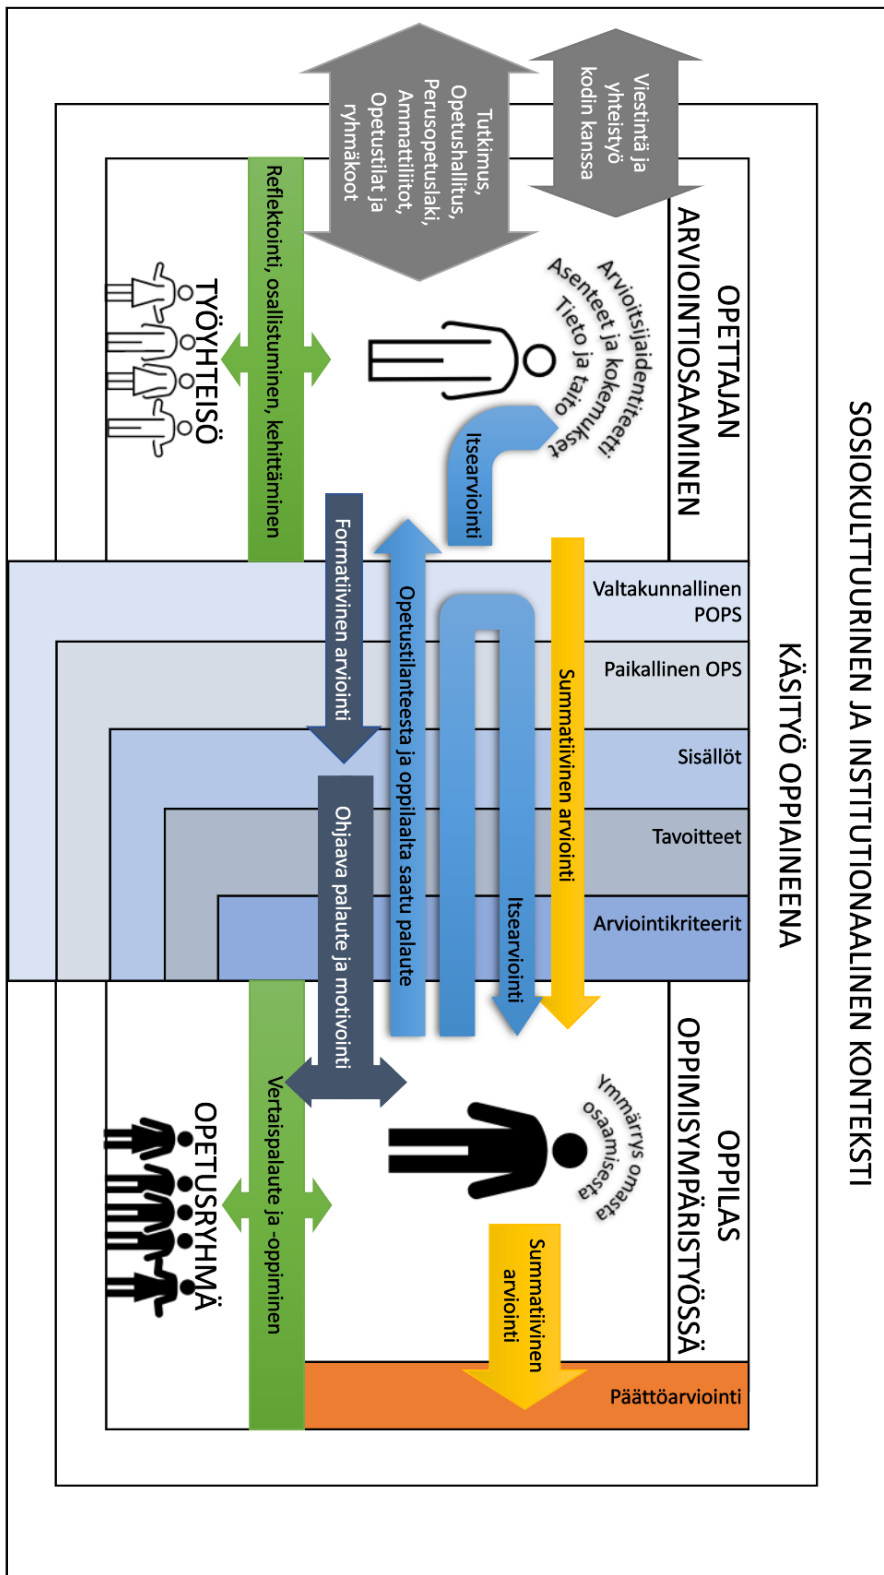 SOSIOKULTTUURINEN JA INSTITUTIONAALINEN KONTEKSTI
KÄSITYÖ OPPIAINEENA
Viestintä ja
yhteistyö
kodin kanssa
Tutkimus,
Opetushallitus,
Perusopetuslaki,
Ammattiliitot,
Opetustilat ja
ryhmäkoot
OPETTAJAN
ARVIOINTIOSAAMINEN
Arvioitsijaidentiteetti
Asenteet ja kokemukset
Tieto ja taito
Itsearviointi
Reflektointi, osallistuminen, kehittäminen
TYÖYHTEISÖ
Valtakunnallinen
POPS
Paikallinen OPS
Sisällöt
Tavoitteet
Arviointikriteerit
Summatiivinen arviointi
Itsearviointi
Opetustilanteesta ja oppilaalta saatu palaute
Formatiivinen arviointi
Ohjaava palaute ja motivointi
OPPILAS
OPPIMISYMPÄRISTYÖSSÄ
Ymmärrys omasta
osaamisesta
Summatiivinen
arviointi
Vertaispalaute ja -oppiminen
OPETUSRYHMÄ
Päättöarviointi